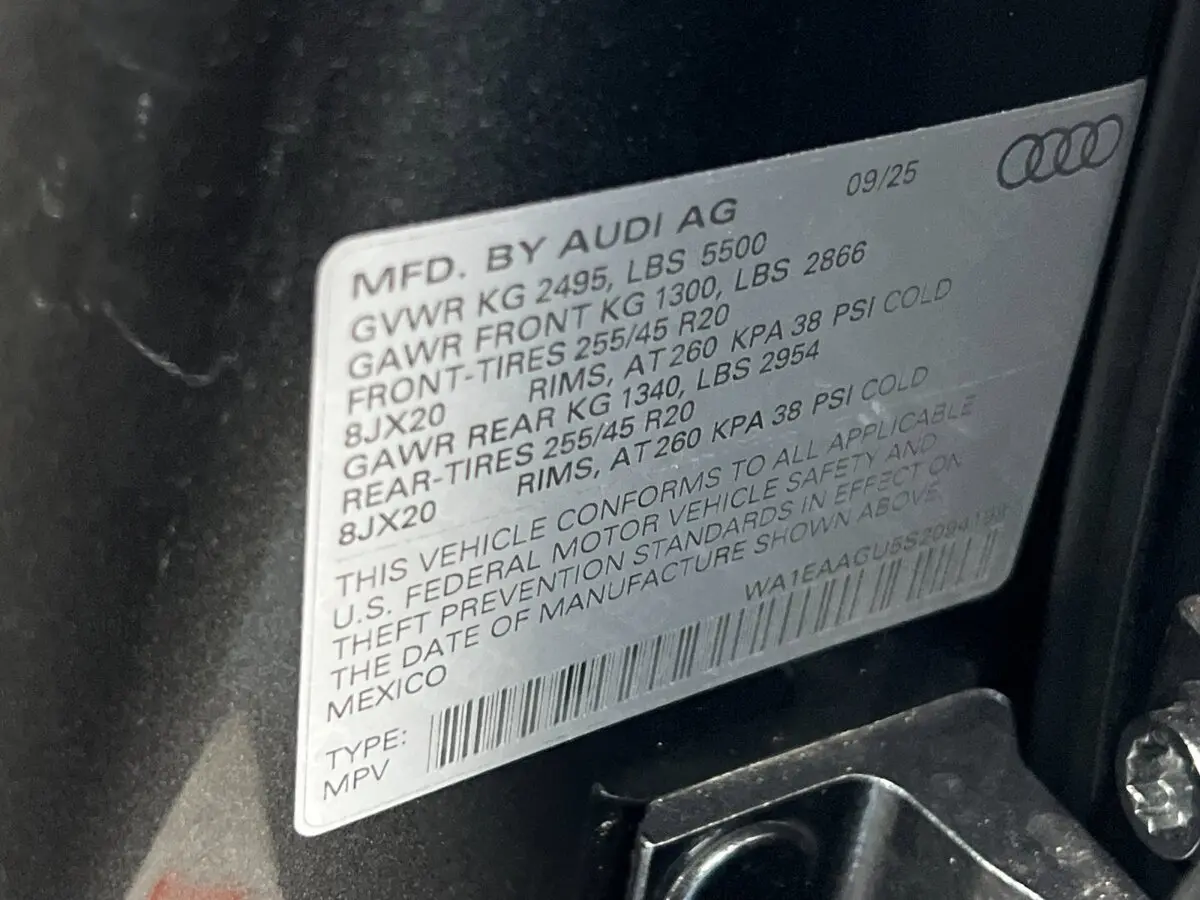 09/25
MFD. BY AUDI AG
GVWR KG 2495, LBS 5500
GAWR FRONT KG 1300, LBS 2866
FRONT-TIRES 255/45 R20
8JX20 RIMS, AT 260 KPA 38 PSI COLD
GAWR REAR KG 1340, LBS 2954
REAR-TIRES 255/45 R20
8JX20 RIMS, AT 260 KPA 38 PSI COLD
THIS VEHICLE CONFORMS TO ALL APPLICABLE
U.S. FEDERAL MOTOR VEHICLE SAFETY AND
THEFT PREVENTION STANDARDS IN EFFECT ON
THE DATE OF MANUFACTURE SHOWN ABOVE.
MEXICO
TYPE:
MPV